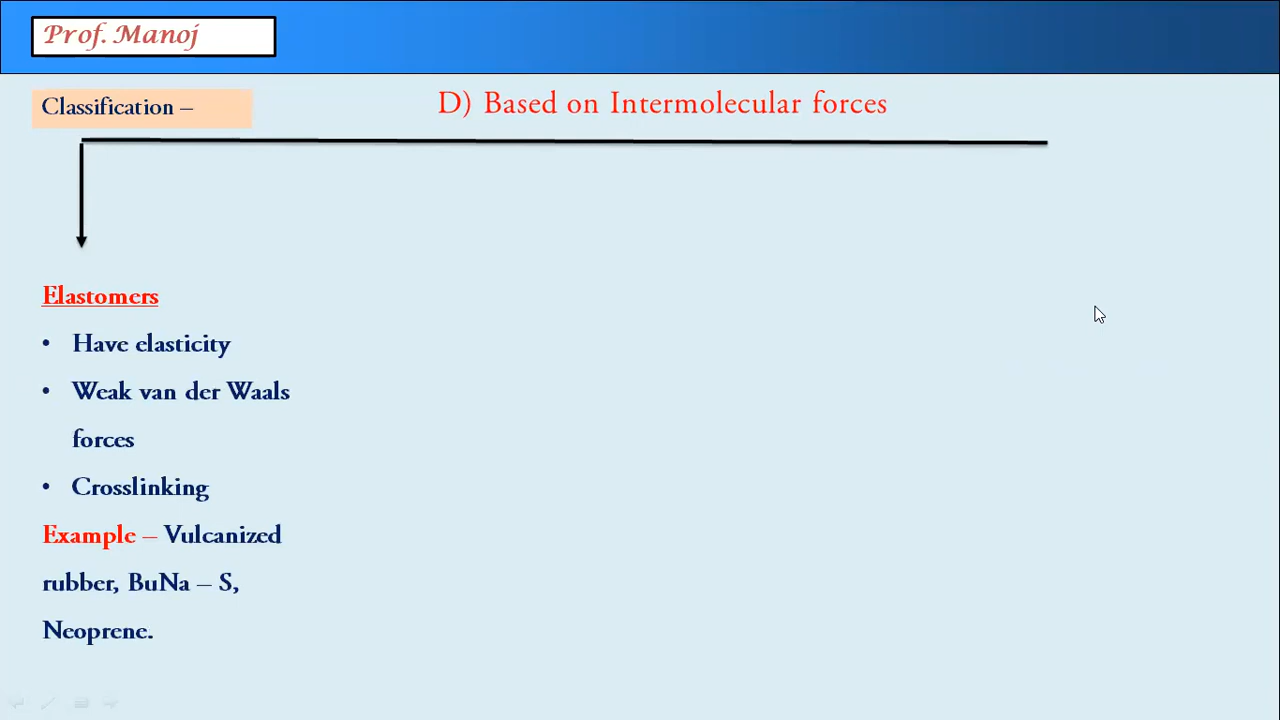 Prof. Manoj
Classification –
D) Based on Intermolecular forces
Elastomers
• Have elasticity
• Weak van der Waals
forces
• Crosslinking
Example – Vulcanized
rubber, BuNa – S,
Neoprene.